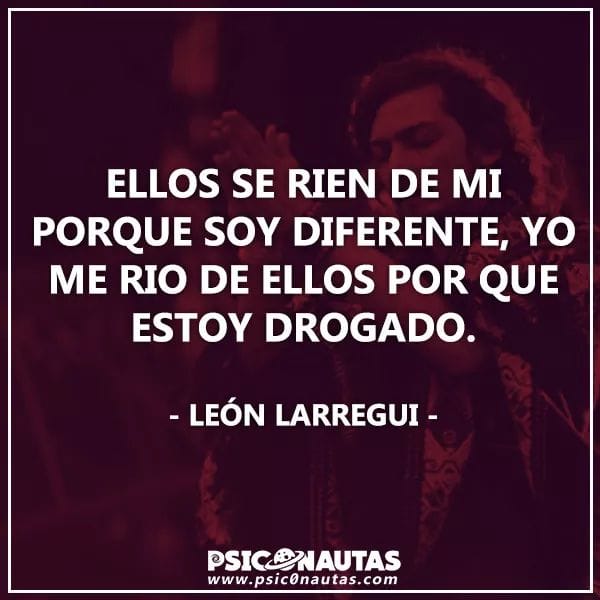 ELLOS SE RIEN DE MI
PORQUE SOY DIFERENTE, YO
ME RIO DE ELLOS POR QUE
ESTOY DROGADO.
- LEÓN LARREGUI -
PSIC0NAUTAS
www.psic0nautas.com